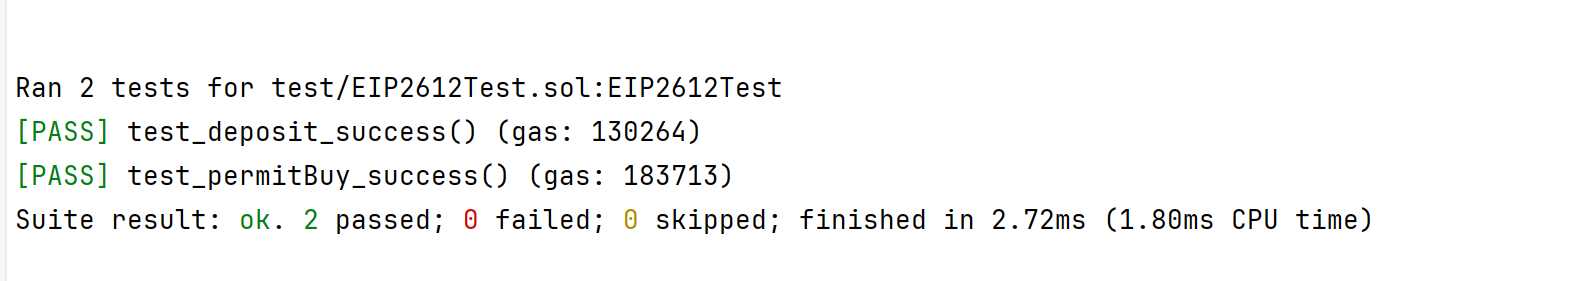 Ran 2 tests for test/EIP2612Test.sol:EIP2612Test
[PASS] test_deposit_success() (gas: 130264)
[PASS] test_permitBuy_success() (gas: 183713)
Suite result: ok. 2 passed; 0 failed; 0 skipped; finished in 2.72ms (1.80ms CPU time)